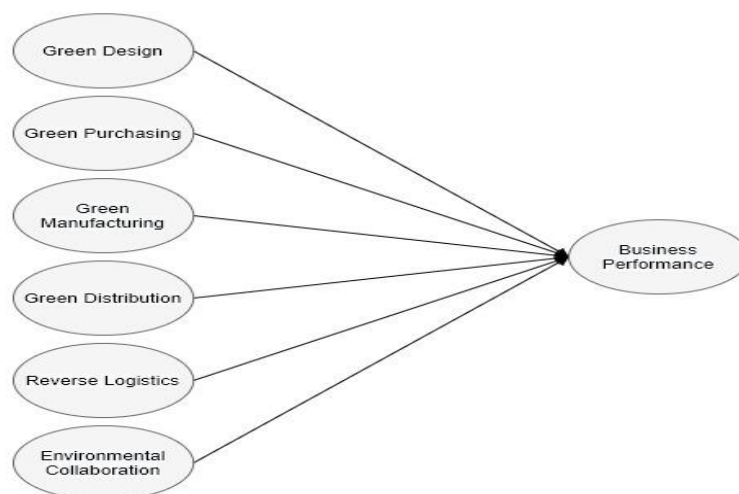 Green Design
Green Purchasing
Green
Manufacturing
Green Distribution
Reverse Logistics
Environmental
Collaboration
Business
Performance